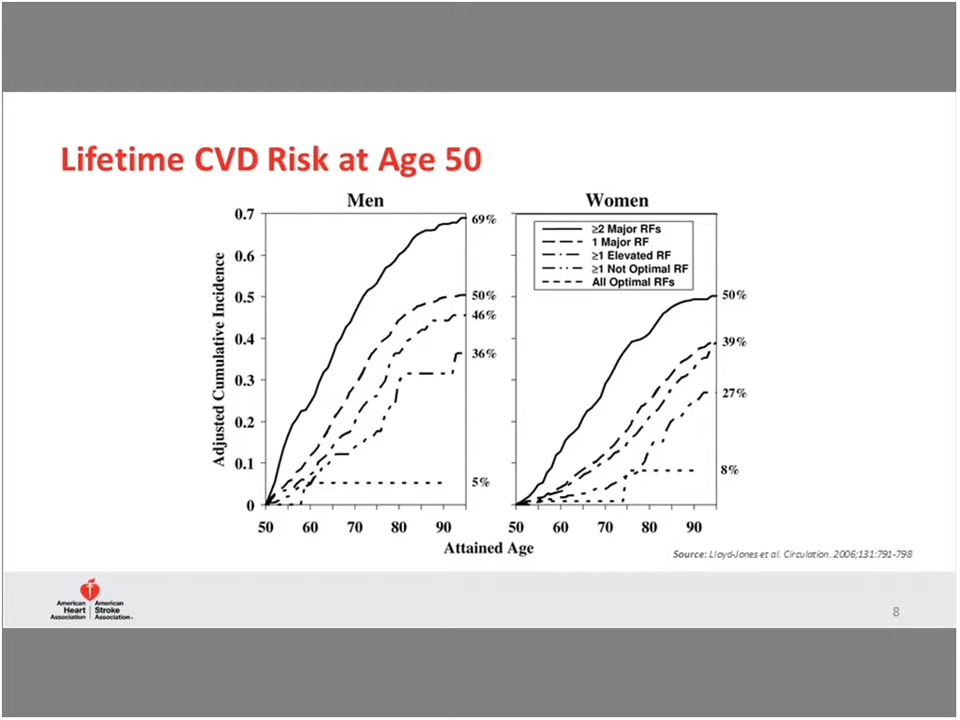 Lifetime CVD Risk at Age 50
Men
Adjusted Cumulative Incidence
0.7
0.6
0.5
0.4
0.3
0.2
0.1
0
69%
50%
46%
36%
5%
50 60 70 80 90
Women
≥2 Major RFs
1 Major RF
≥1 Elevated RF
≥1 Not Optimal RF
All Optimal RFs
50%
39%
27%
8%
50 60 70 80 90
Attained Age
Source: Lloyd-Jones et al. Circulation. 2006;131:791-798
American
Heart
Association
American
Stroke
Association®
8